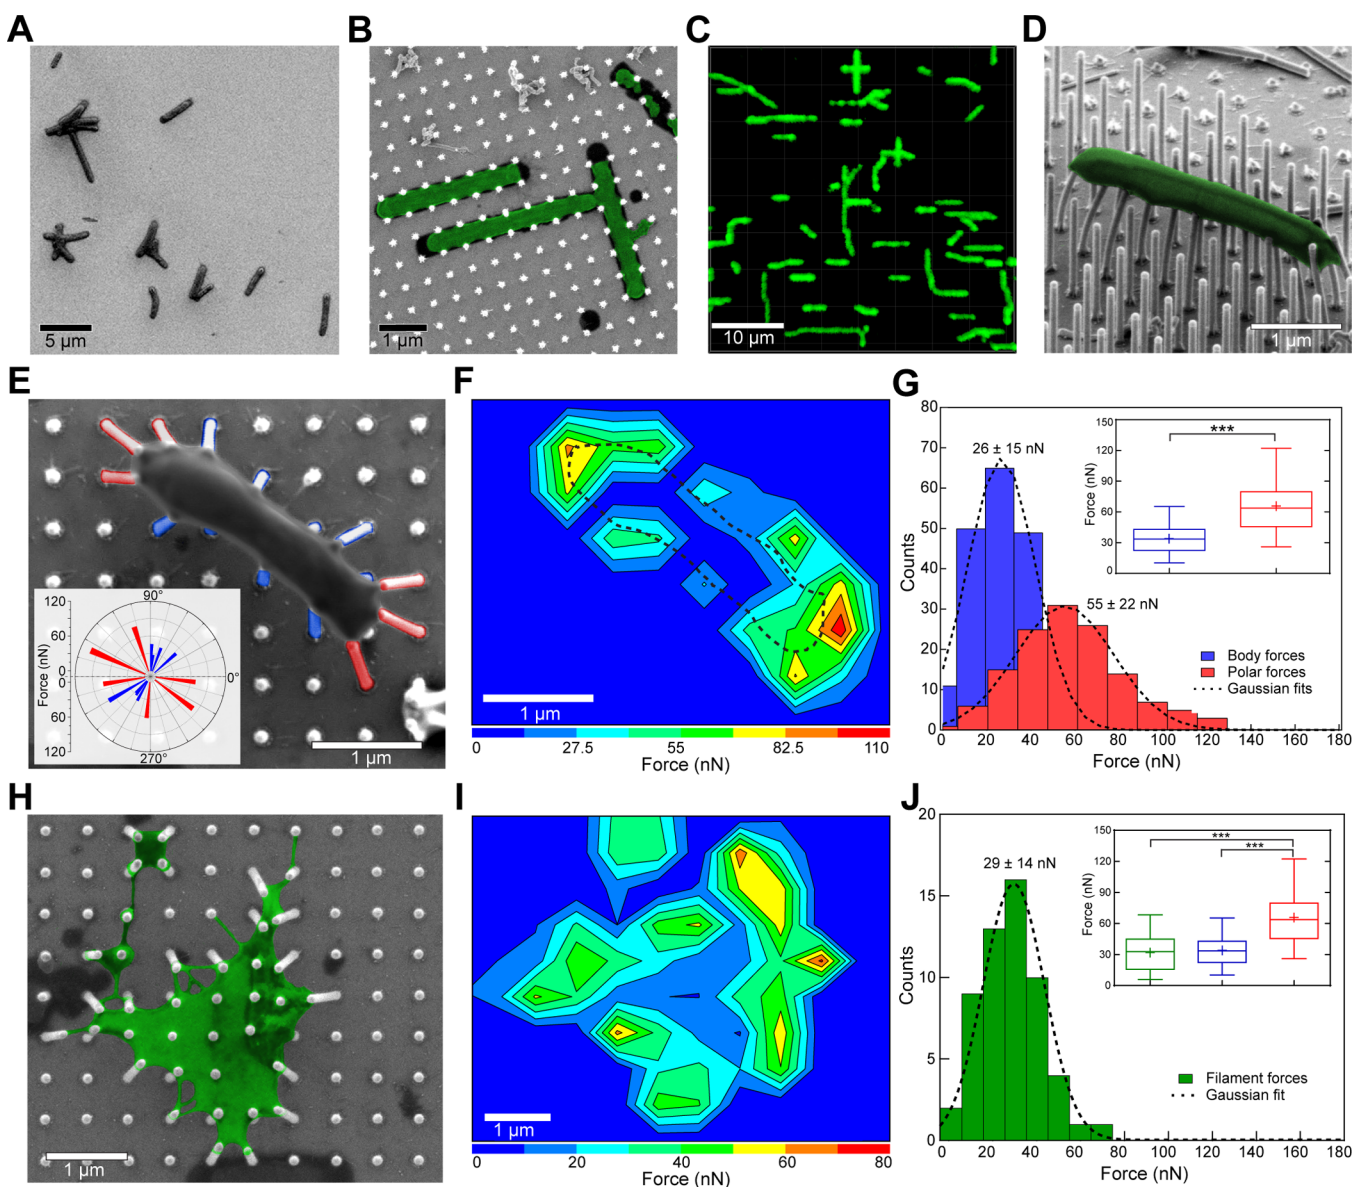 A
B
C
D
5 µm
1 µm
10 µm
1 µm
E
F
G
120
60
0
60
120
Force (nN)
90°
0°
270°
1 µm
1 µm
0 27.5 55 82.5 110
Force (nN)
80
70
60
50
40
30
20
10
0
Counts
26 ± 15 nN
55 ± 22 nN
150
120
90
60
30
0
Force (nN)
***
Body forces
Polar forces
Gaussian fits
0 20 40 60 80 100 120 140 160 180
Force (nN)
H
I
J
1 µm
1 µm
0 20 40 60 80
Force (nN)
20
15
10
5
0
Counts
29 ± 14 nN
150
120
90
60
30
0
Force (nN)
***
***
Filament forces
Gaussian fit
0 20 40 60 80 100 120 140 160 180
Force (nN)